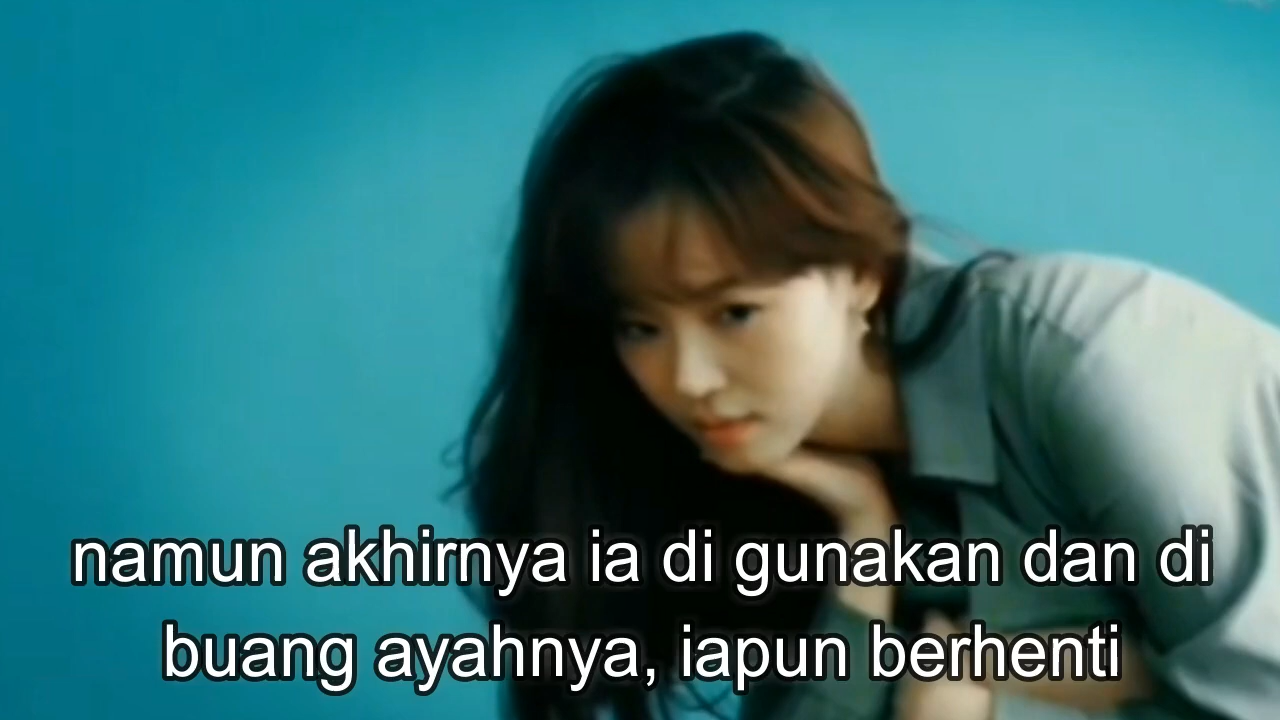 namun akhirnya ia di gunakan dan di
buang ayahnya, iapun berhenti